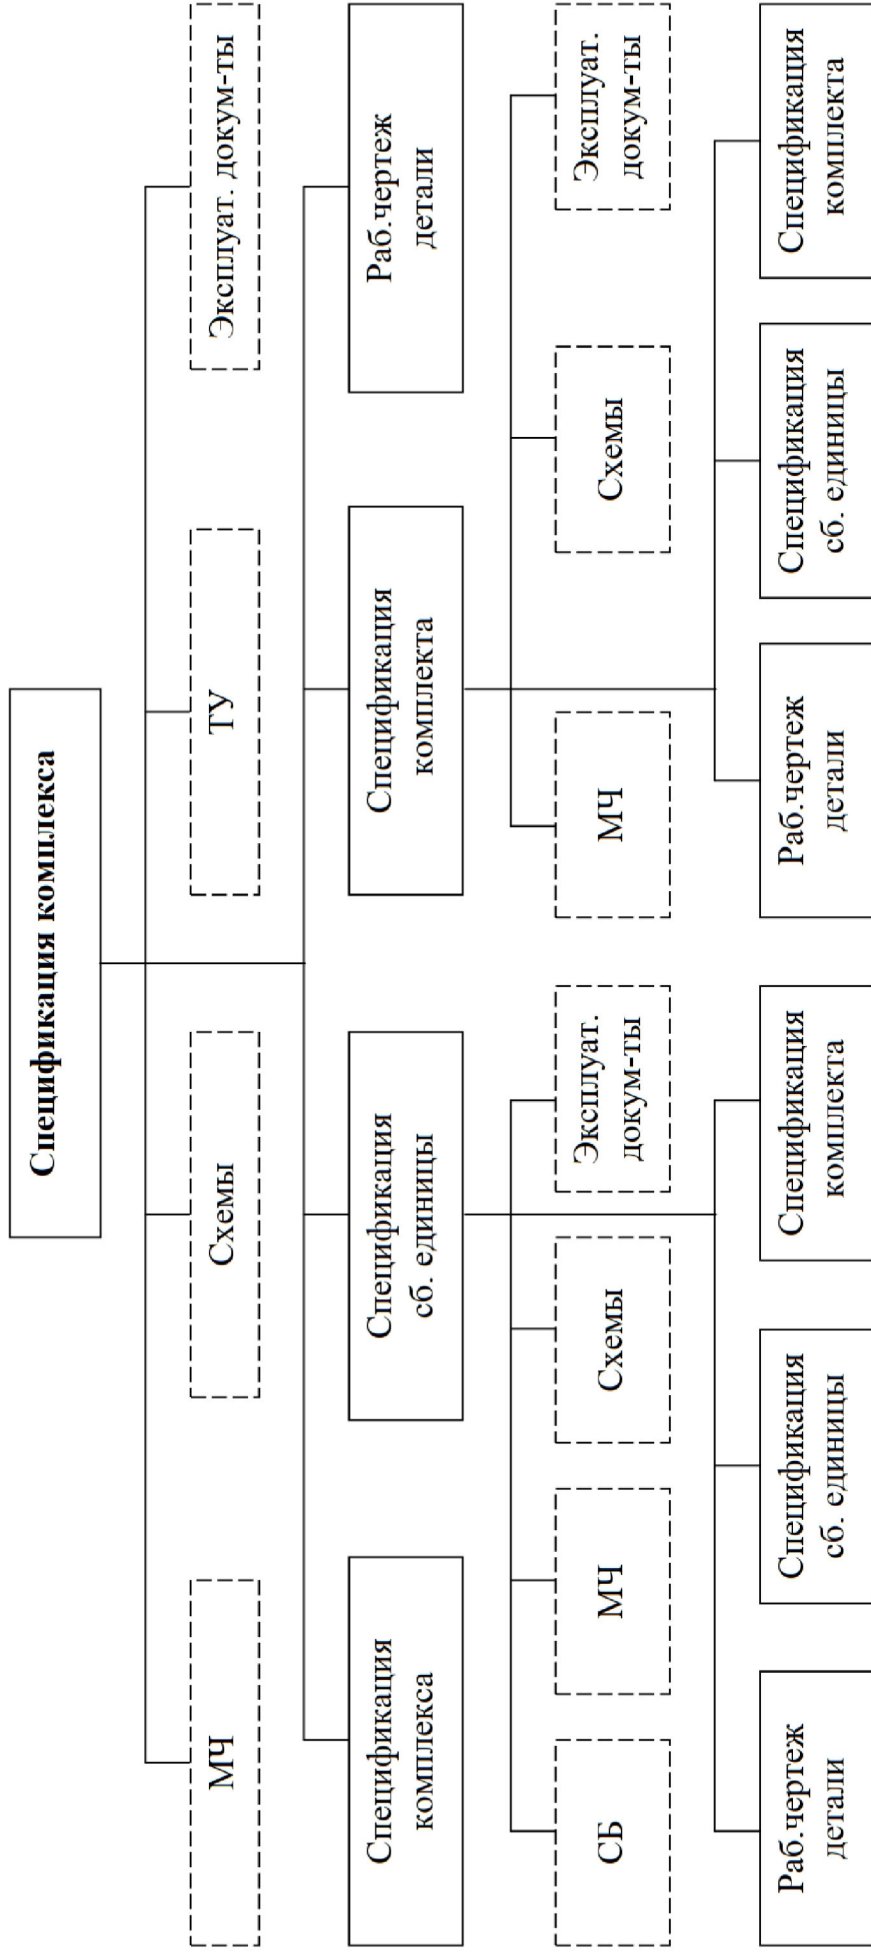 Спецификация комплекса
МЧ
Схемы
ТУ
Эксплуат. докум-ты
Спецификация
комплекса
Спецификация
сб. единицы
Спецификация
комплекта
Раб.чертеж
детали
СБ
МЧ
Схемы
Эксплуат.
докум-ты
МЧ
Схемы
Эксплуат.
докум-ты
Раб.чертеж
детали
Спецификация
сб. единицы
Спецификация
комплекта
Раб.чертеж
детали
Спецификация
сб. единицы
Спецификация
комплекта